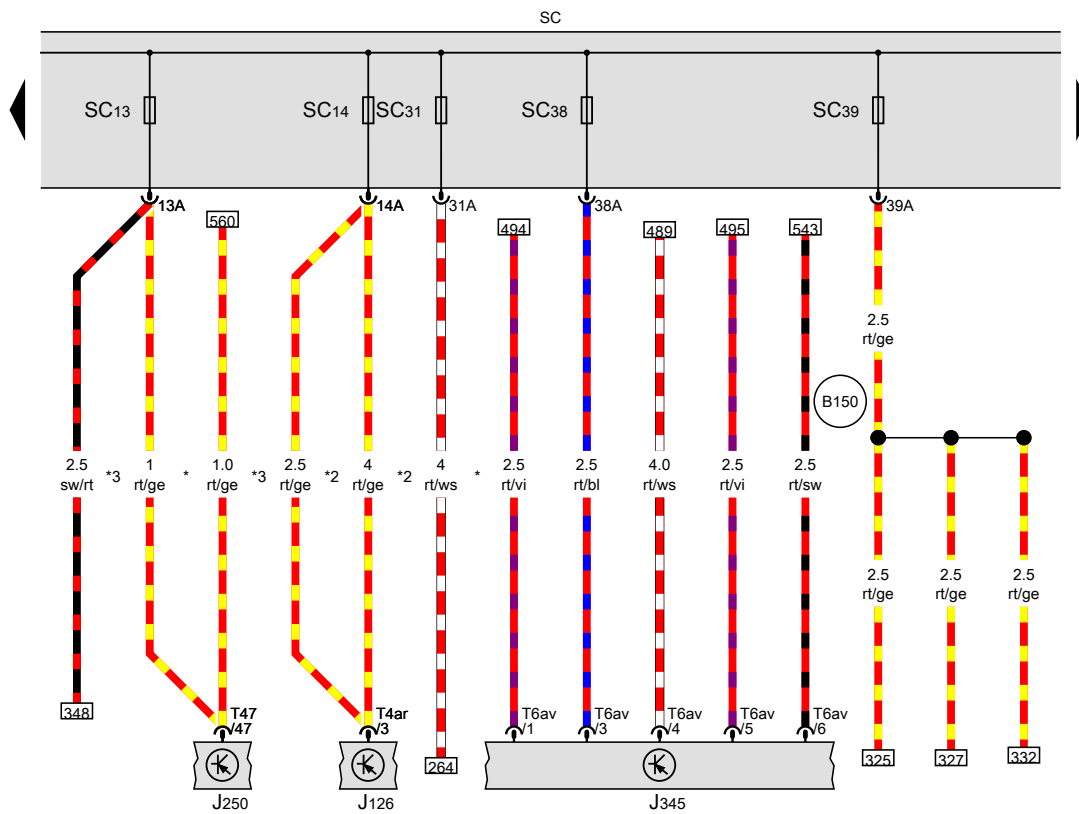 SC
SC13
SC14
SC31
SC38
SC39
13A
14A
31A
38A
39A
560
494
489
495
543
2.5
rt/ge
B150
2.5
sw/rt
*3
1
rt/ge
*
1.0
rt/ge
*3
2.5
rt/ge
*2
4
rt/ge
*2
4
rt/ws
*
2.5
rt/vi
2.5
rt/bl
4.0
rt/ws
2.5
rt/vi
2.5
rt/sw
2.5
rt/ge
2.5
rt/ge
2.5
rt/ge
348
T47
/47
T4ar
/3
264
T6av
/1
T6av
/3
T6av
/4
T6av
/5
T6av
/6
325
327
332
J250
J126
J345